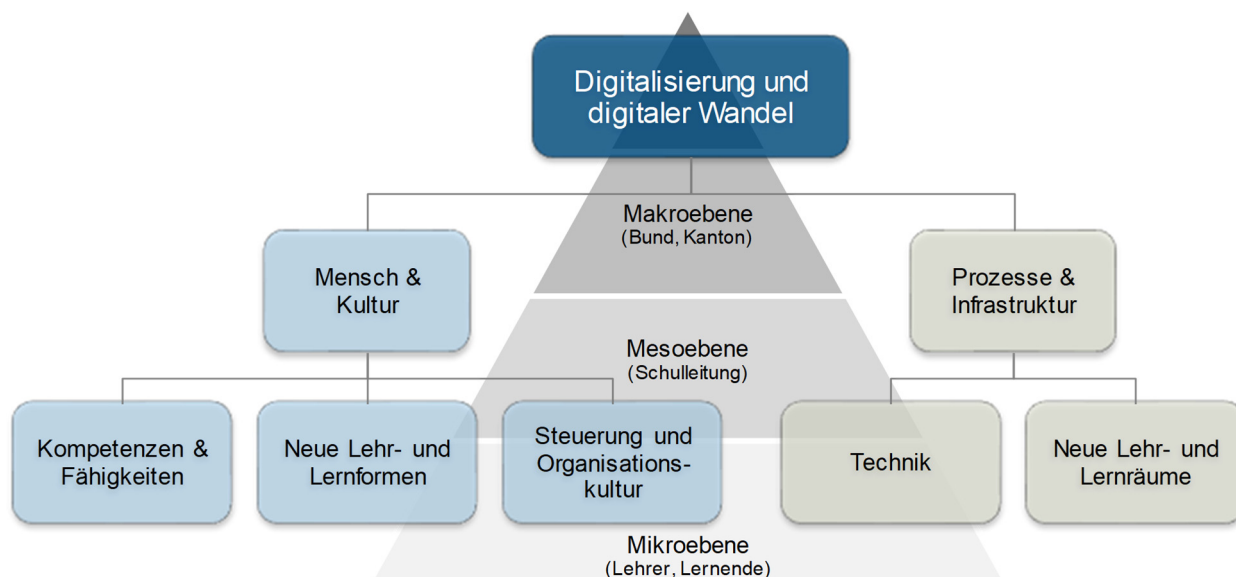 Digitalisierung und
digitaler Wandel
Makroebene
(Bund, Kanton)
Mensch &
Kultur
Prozesse &
Infrastruktur
Mesoebene
(Schulleitung)
Kompetenzen &
Fähigkeiten
Neue Lehr- und
Lernformen
Steuerung und
Organisations-
kultur
Technik
Neue Lehr- und
Lernräume
Mikroebene
(Lehrer, Lernende)